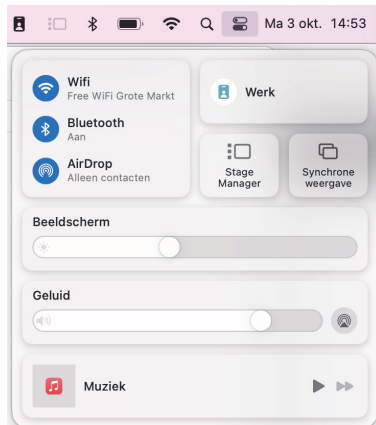 Ma 3 okt. 14:53
Wifi
Free WiFi Grote Markt
Bluetooth
Aan
AirDrop
Alleen contacten
Werk
Stage
Manager
Synchrone
weergave
Beeldscherm
Geluid
Muziek